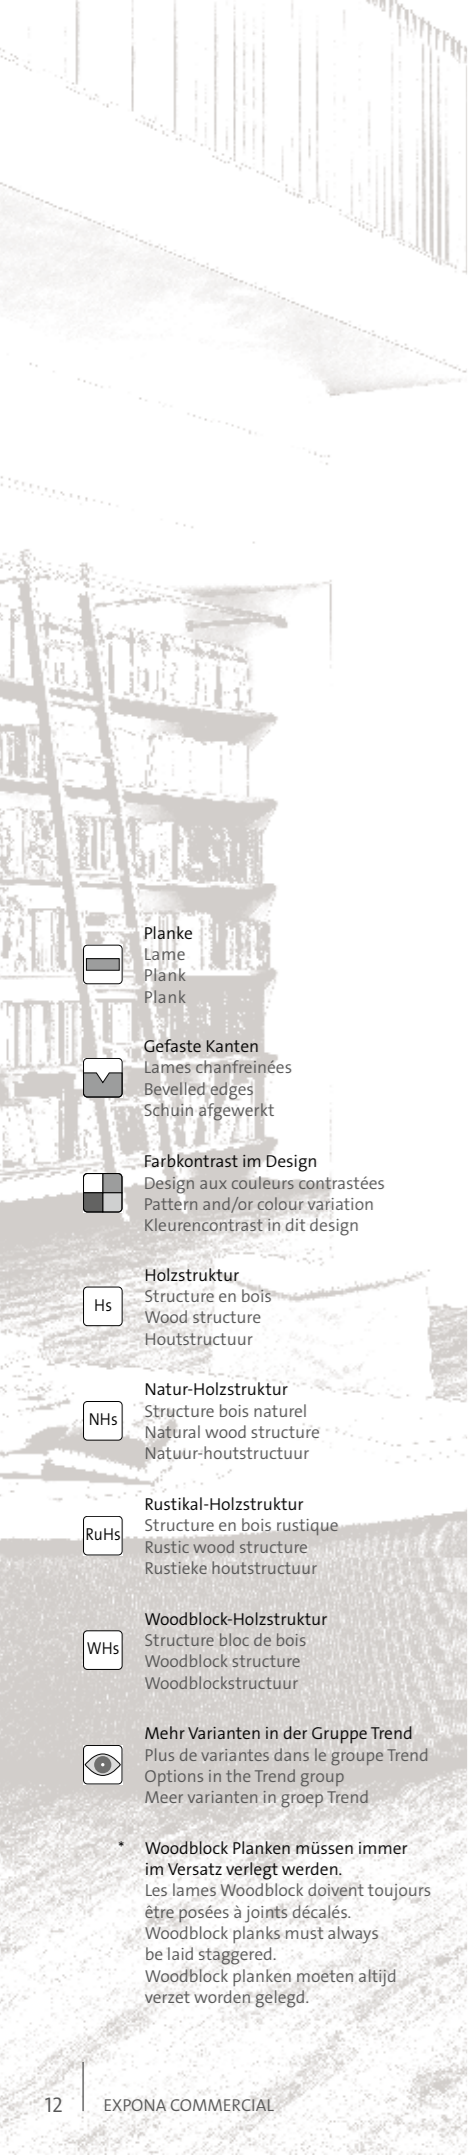 Planke
Lame
Plank
Plank
Gefaste Kanten
Lames chanfreinées
Bevelled edges
Schuin afgewerkt
Farbkontrast im Design
Design aux couleurs contrastées
Pattern and/or colour variation
Kleurencontrast in dit design
Hs
Holzstruktur
Structure en bois
Wood structure
Houtstructuur
NHs
Natur-Holzstruktur
Structure bois naturel
Natural wood structure
Natuur-houtstructuur
RuHs
Rustikal-Holzstruktur
Structure en bois rustique
Rustic wood structure
Rustieke houtstructuur
WHs
Woodblock-Holzstruktur
Structure bloc de bois
Woodblock structure
Woodblockstructuur
Mehr Varianten in der Gruppe Trend
Plus de variantes dans le groupe Trend
Options in the Trend group
Meer varianten in groep Trend
* Woodblock Planken müssen immer
im Versatz verlegt werden.
Les lames Woodblock doivent toujours
être posées à joints décalés.
Woodblock planks must always
be laid staggered.
Woodblock planken moeten altijd
verzet worden gelegd.
12 EXPONA COMMERCIAL